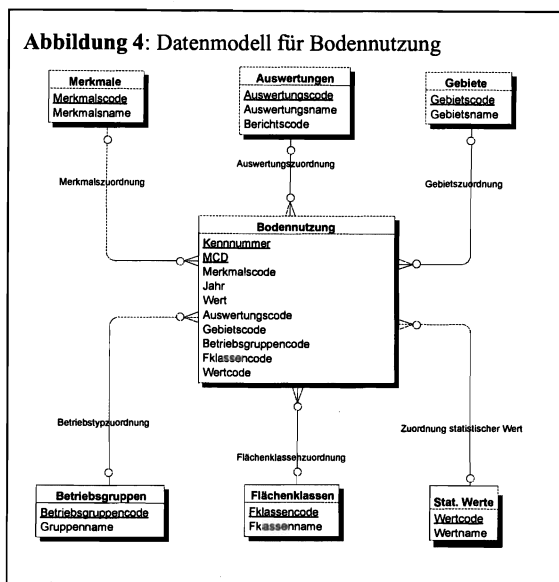 Abbildung 4: Datenmodell für Bodennutzung
Merkmale
Merkmalscode
Merkmalsname
Auswertungen
Auswertungscode
Auswertungsname
Berichtscode
Gebiete
Gebietscode
Gebietsname
Merkmalszuordnung
Auswertungszuordnung
Gebietszuordnung
Bodennutzung
Kennnummer
MCD
Merkmalscode
Jahr
Wert
Auswertungscode
Gebietscode
Betriebsgruppencode
Fklassencode
Wertcode
Betriebstypzuordnung
Flächenklassenzuordnung
Zuordnung statistischer Wert
Betriebsgruppen
Betriebsgruppencode
Gruppenname
Flächenklassen
Fklassencode
Fkassenname
Stat. Werte
Wertcode
Wertname